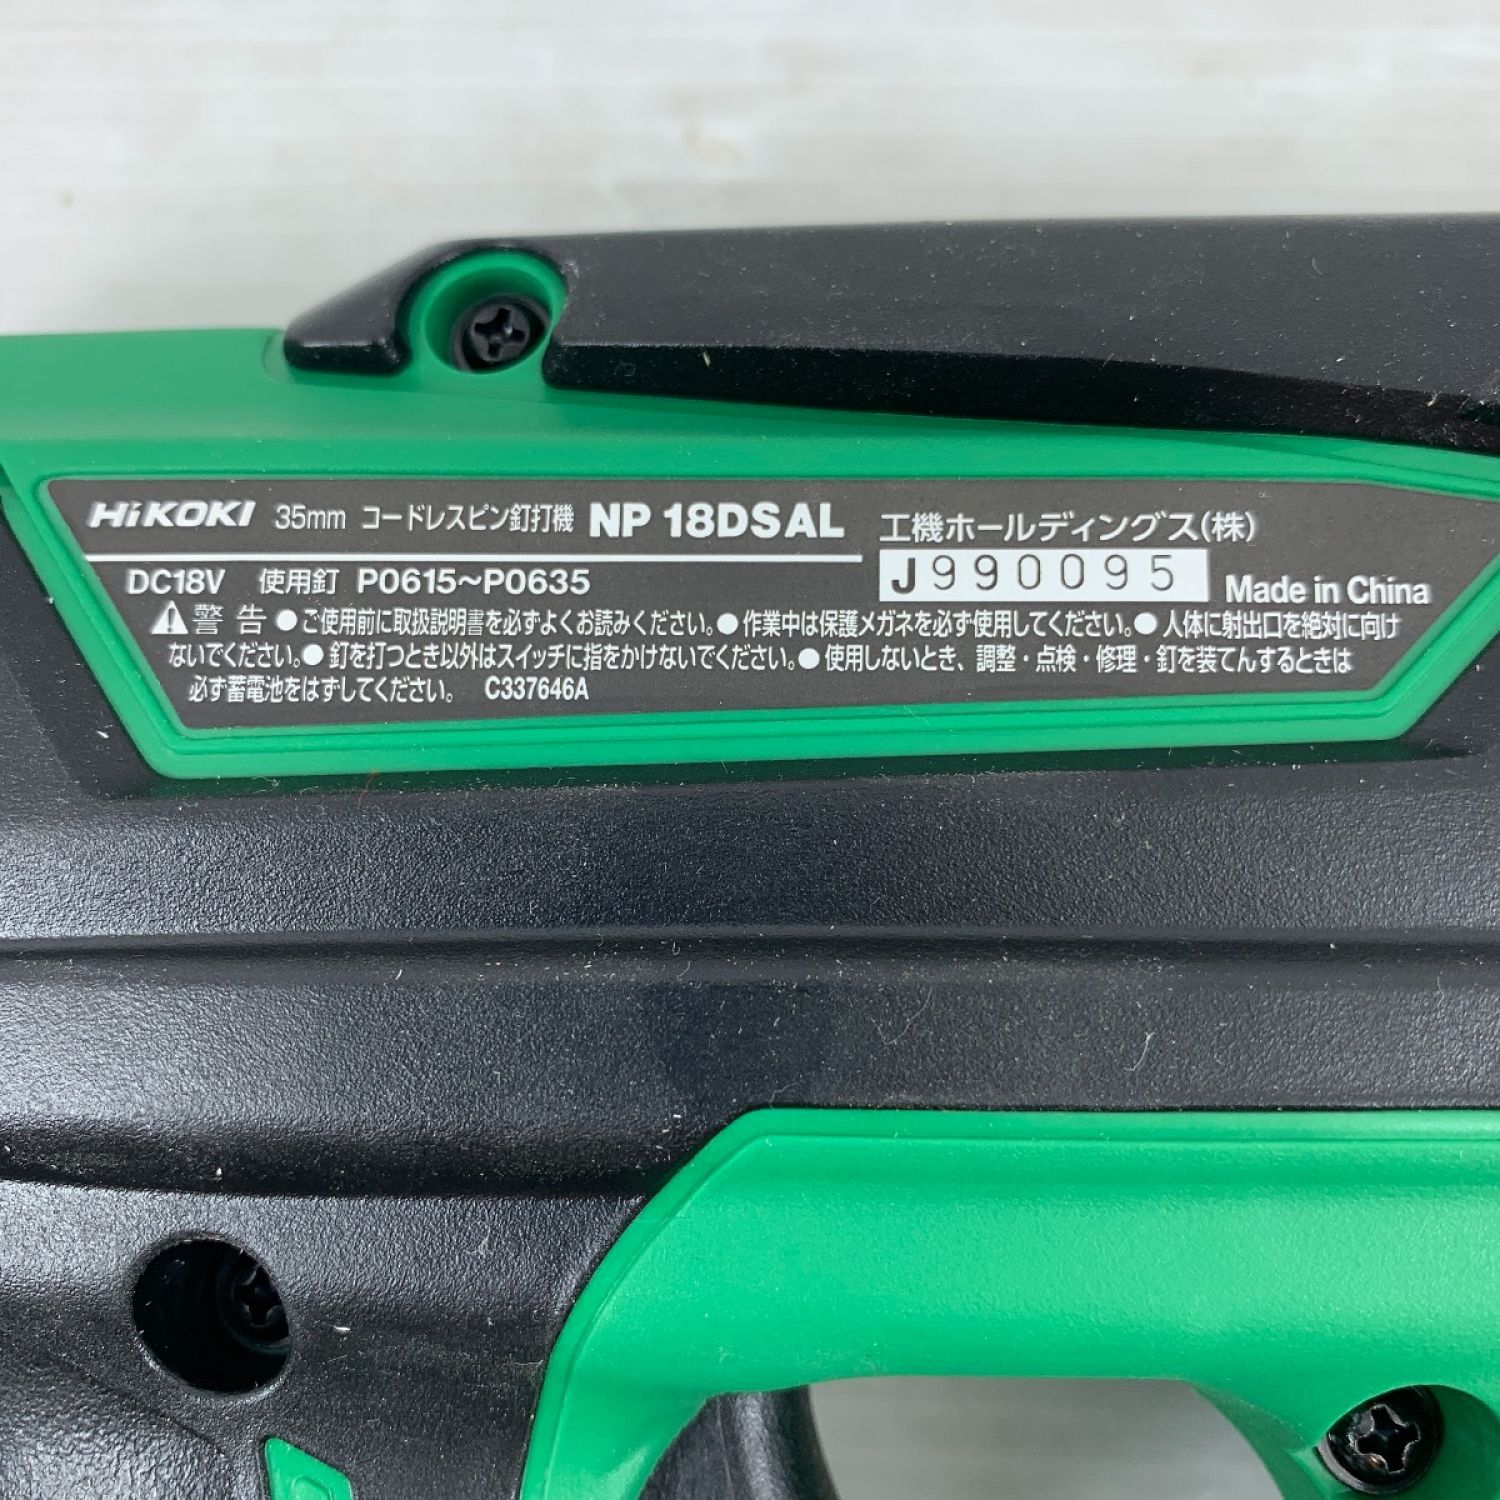 HiKOKI 35mm コードレスピン釘打機 NP 18DSAL 工機ホールディングス(株)
DC18V 使用釘 P0615～P0635 J990095 Made in China
警告 ●ご使用前に取扱説明書を必ずよくお読みください。●作業中は保護メガネを必ず使用してください。●人体に射出口を絶対に向け
ないでください。●釘を打つとき以外はスイッチに指をかけないでください。●使用しないとき、調整・点検・修理・釘を装てんするときは
必ず蓄電池をはずしてください。 C337646A